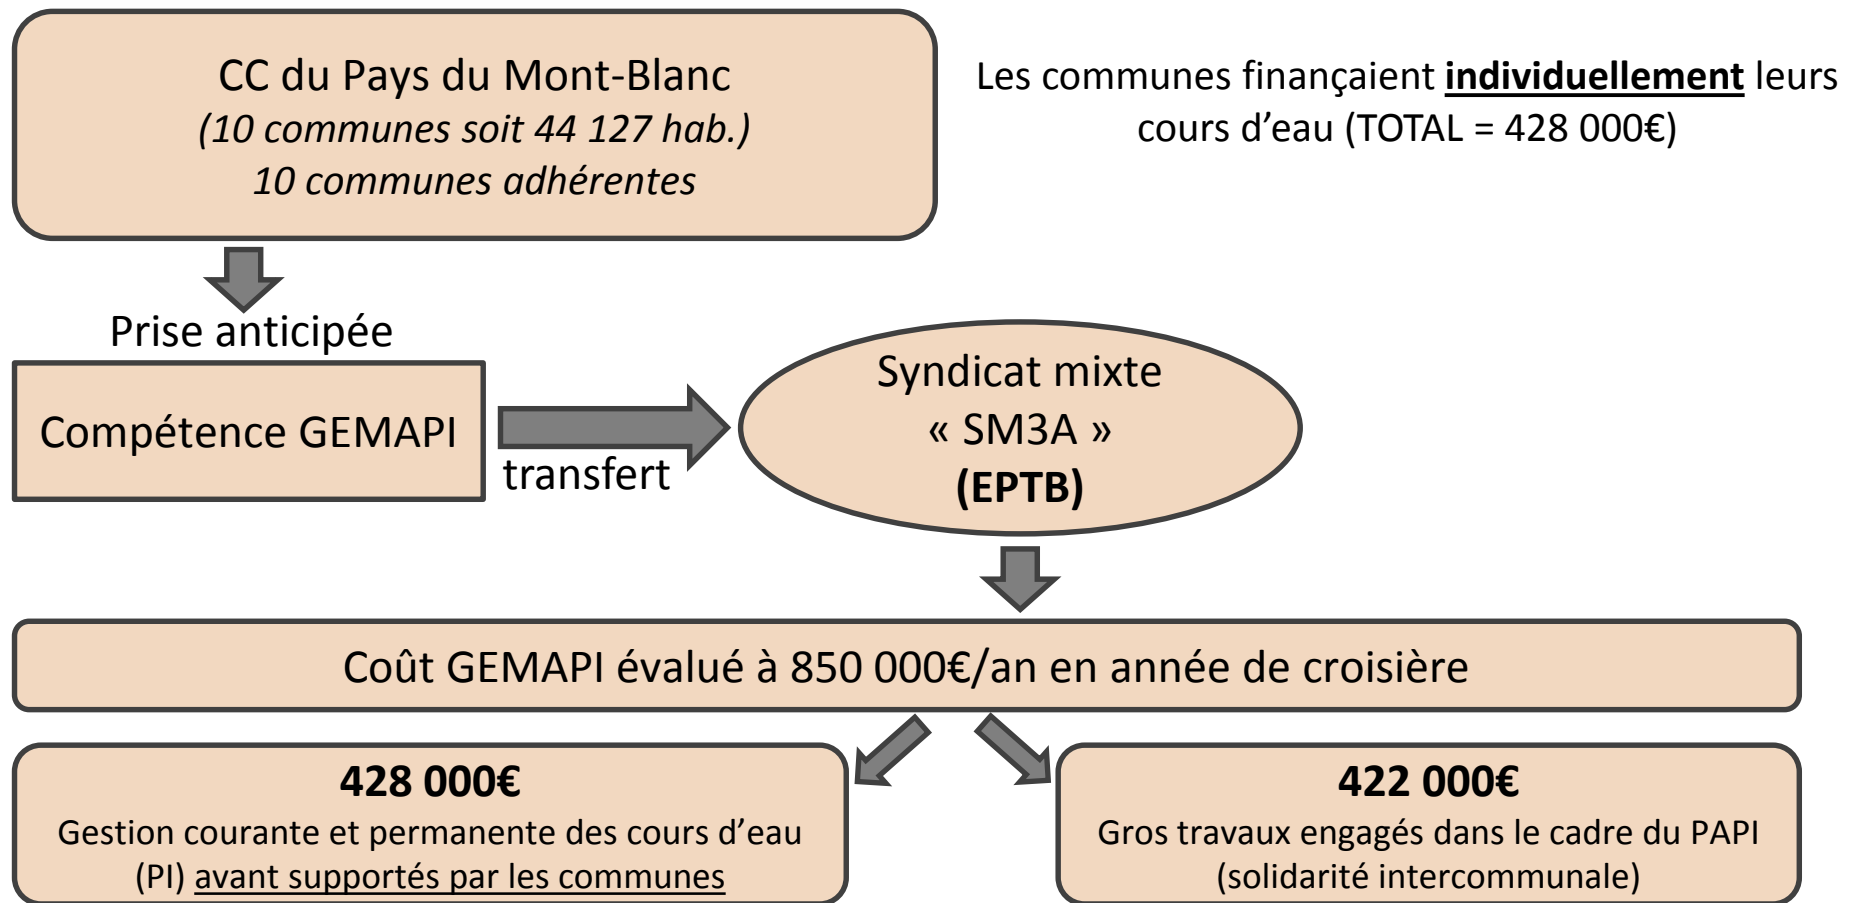 CC du Pays du Mont-Blanc
(10 communes soit 44 127 hab.)
10 communes adhérentes
Les communes finançaient individuellement leurs
cours d’eau (TOTAL = 428 000€)
Prise anticipée
Compétence GEMAPI
transfert
Syndicat mixte
« SM3A »
(EPTB)
Coût GEMAPI évalué à 850 000€/an en année de croisière
428 000€
Gestion courante et permanente des cours d’eau
(PI) avant supportés par les communes
422 000€
Gros travaux engagés dans le cadre du PAPI
(solidarité intercommunale)